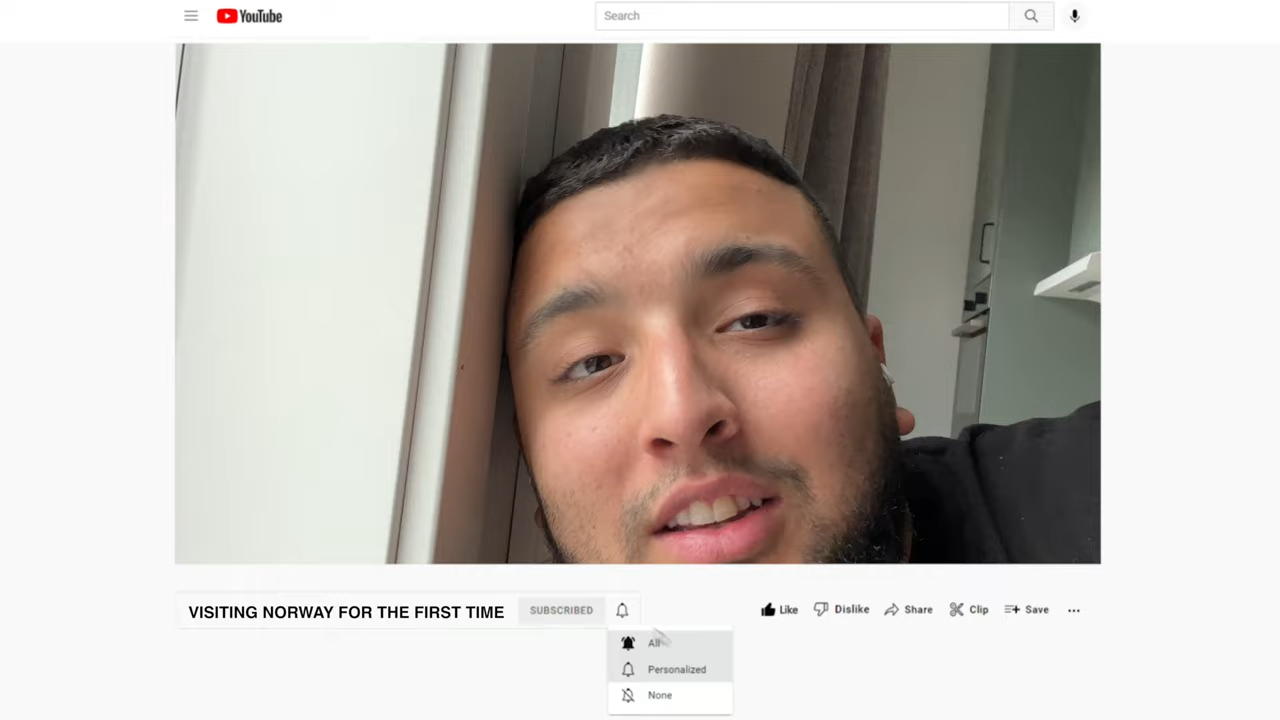 YouTube
Search
VISITING NORWAY FOR THE FIRST TIME
SUBSCRIBED
Like
Dislike
Share
Clip
Save
All
Personalized
None